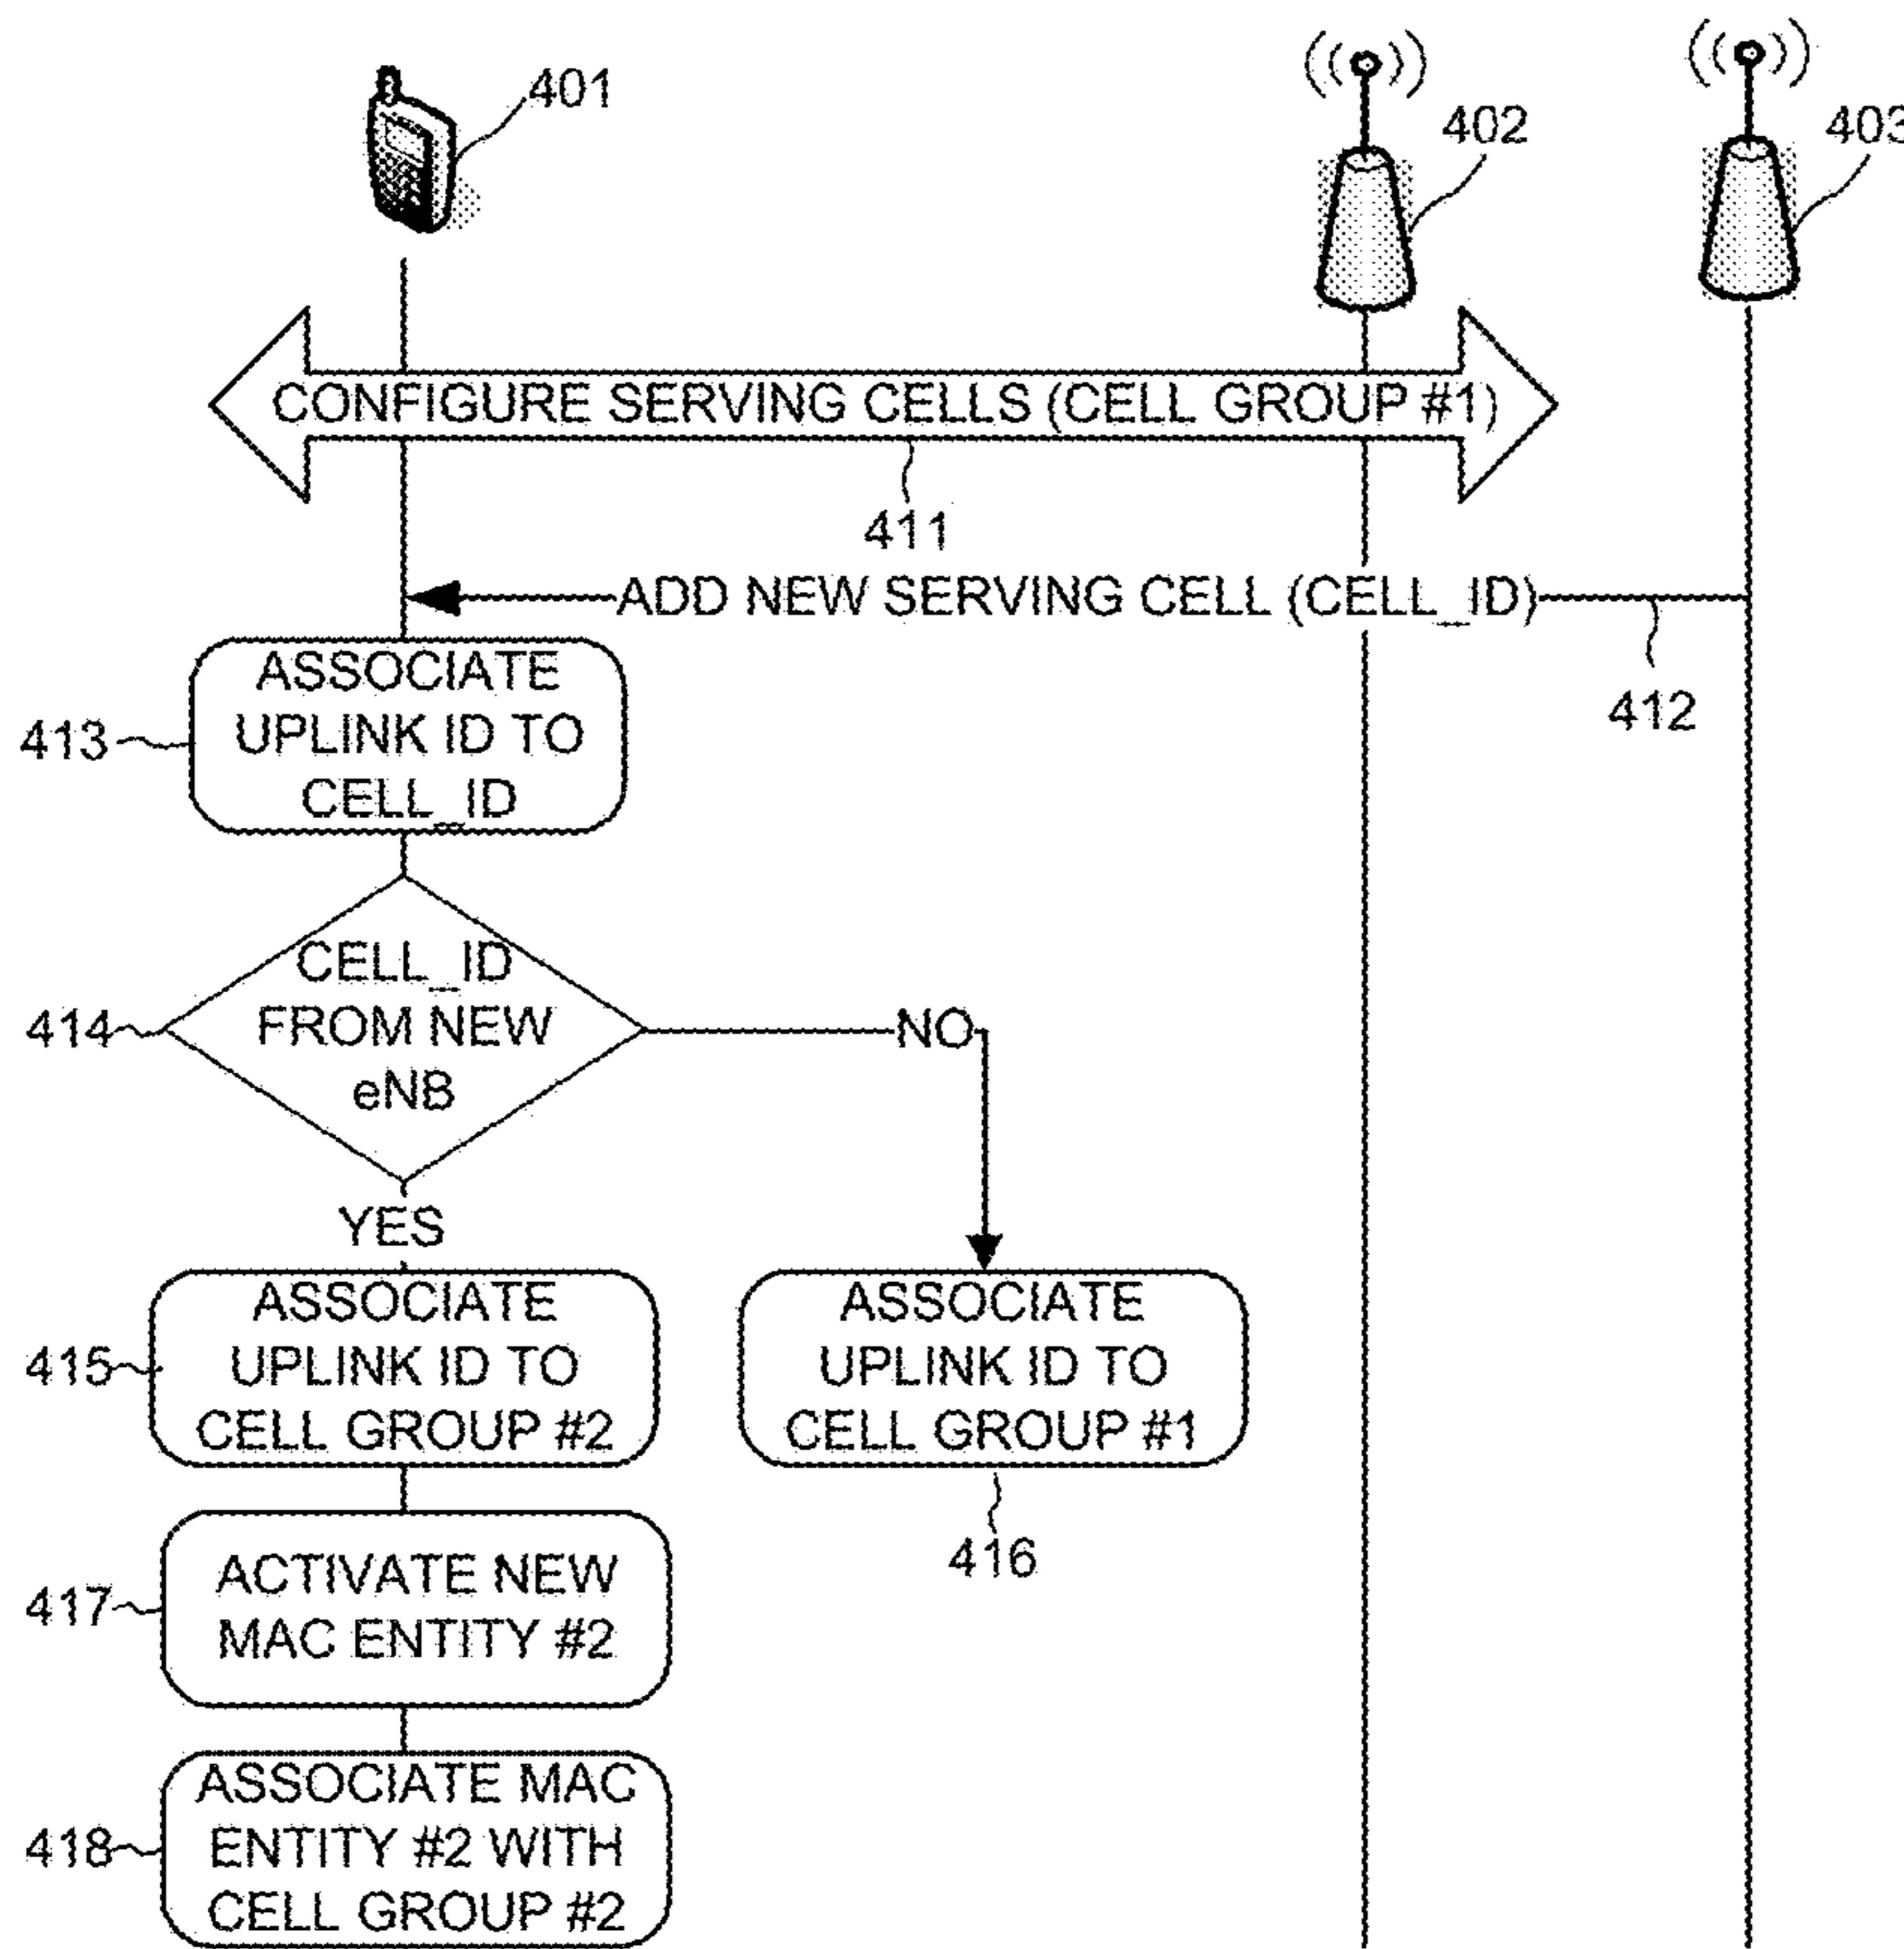 401
402
403
CONFIGURE SERVING CELLS (CELL GROUP #1)
411
ADD NEW SERVING CELL (CELL_ID)
412
413
ASSOCIATE
UPLINK ID TO
CELL_ID
414
CELL_ID
FROM NEW
eNB
NO
YES
415
ASSOCIATE
UPLINK ID TO
CELL GROUP #2
ASSOCIATE
UPLINK ID TO
CELL GROUP #1
416
417
ACTIVATE NEW
MAC ENTITY #2
418
ASSOCIATE MAC
ENTITY #2 WITH
CELL GROUP #2